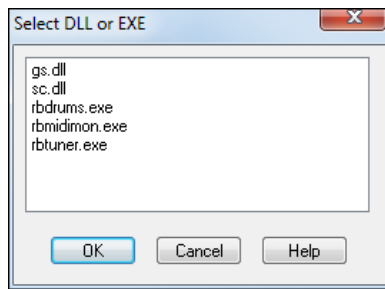 Select DLL or EXE
gs.dll
sc.dll
rbdrums.exe
rbmidimon.exe
rbtuner.exe
OK Cancel Help